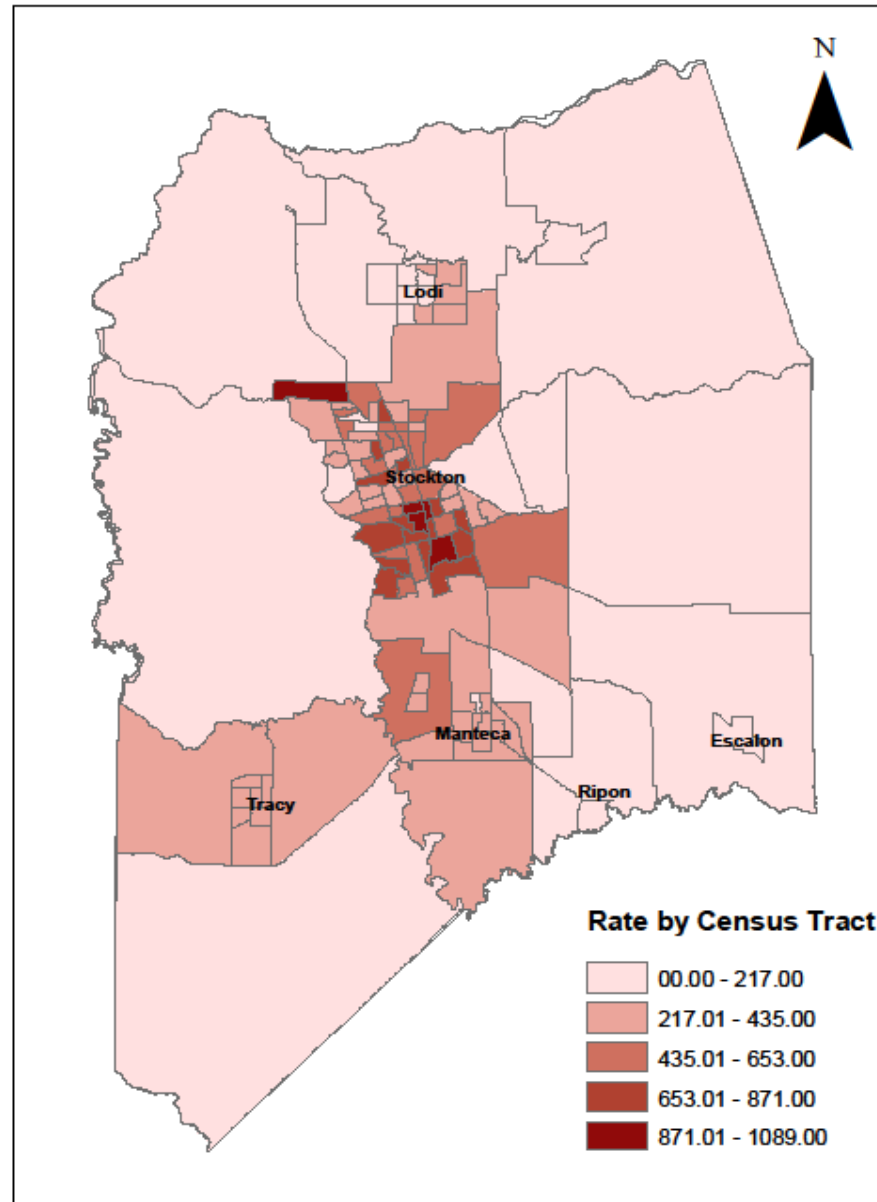 N
Lodi
Stockton
Manteca
Escalon
Ripon
Tracy
Rate by Census Tract
00.00 - 217.00
217.01 - 435.00
435.01 - 653.00
653.01 - 871.00
871.01 - 1089.00